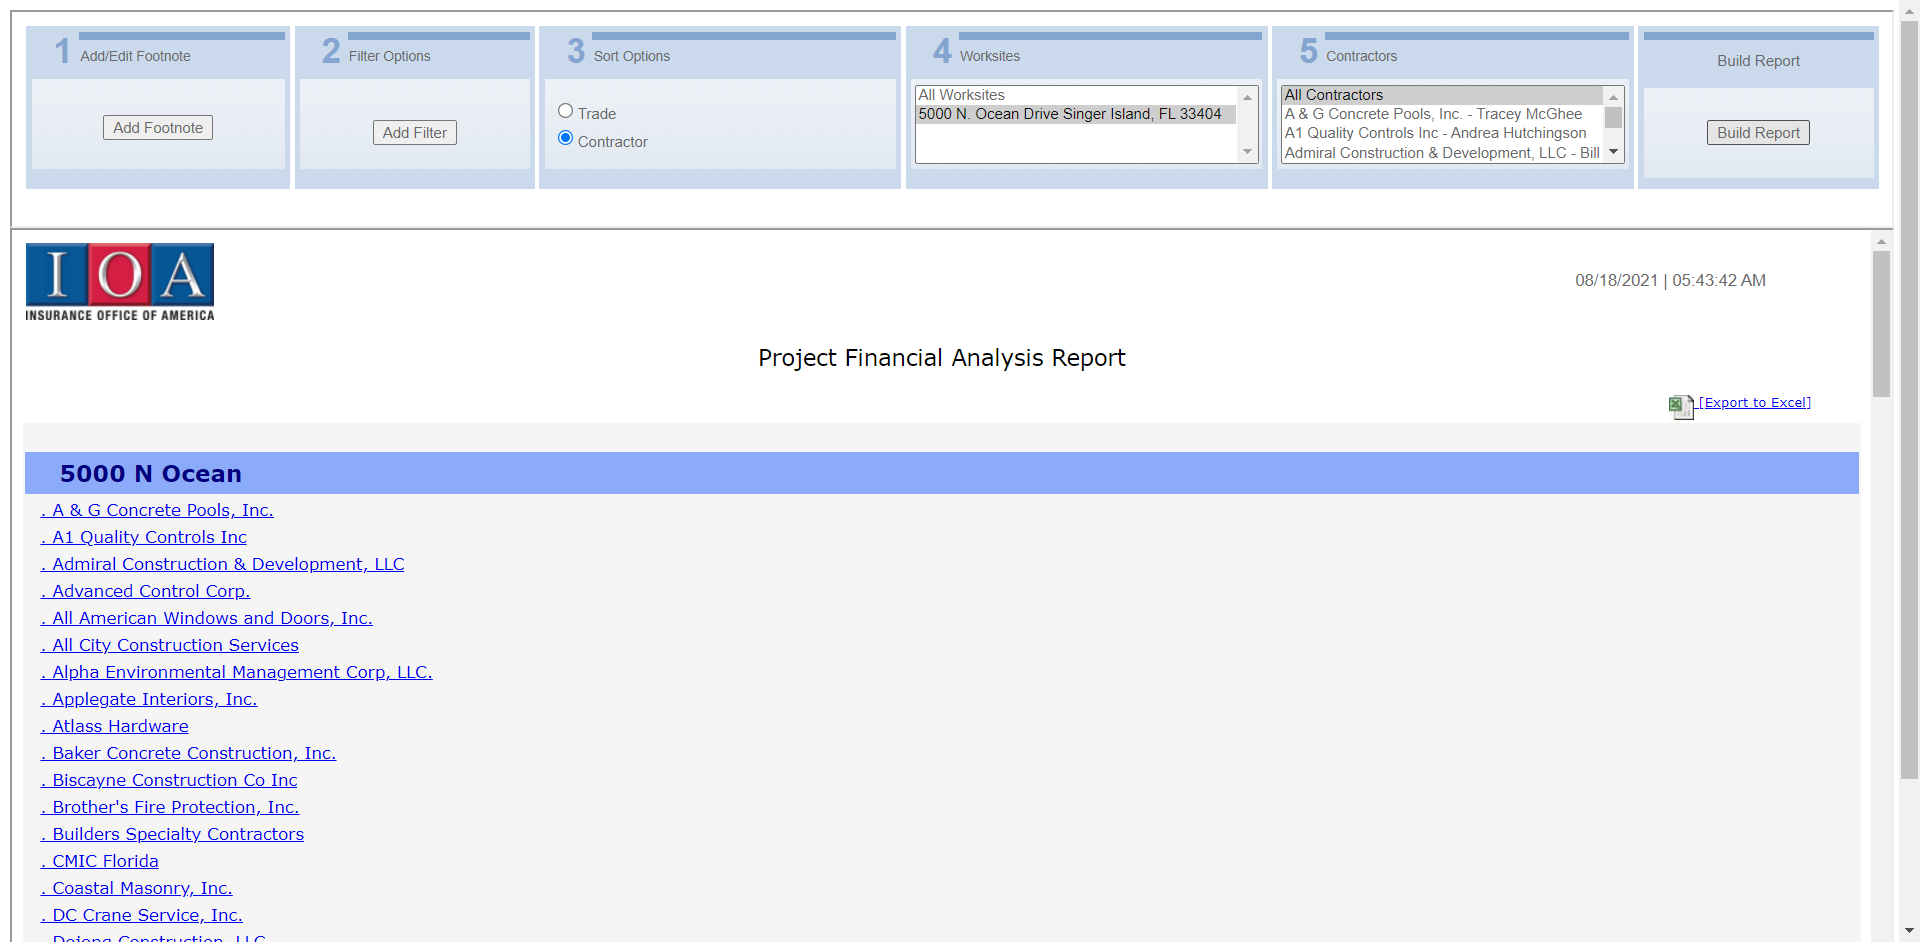 1 Add/Edit Footnote
Add Footnote
2 Filter Options
Add Filter
3 Sort Options
Trade
Contractor
4 Worksites
All Worksites
5000 N. Ocean Drive Singer Island, FL 33404
5 Contractors
All Contractors
A & G Concrete Pools, Inc. - Tracey McGhee
A1 Quality Controls Inc - Andrea Hutchingson
Admiral Construction & Development, LLC - Bill
Build Report
Build Report
IOA
INSURANCE OFFICE OF AMERICA
08/18/2021 | 05:43:42 AM
Project Financial Analysis Report
[Export to Excel]
5000 N Ocean
. A & G Concrete Pools, Inc.
. A1 Quality Controls Inc
. Admiral Construction & Development, LLC
. Advanced Control Corp.
. All American Windows and Doors, Inc.
. All City Construction Services
. Alpha Environmental Management Corp, LLC.
. Applegate Interiors, Inc.
. Atlass Hardware
. Baker Concrete Construction, Inc.
. Biscayne Construction Co Inc
. Brother's Fire Protection, Inc.
. Builders Specialty Contractors
. CMIC Florida
. Coastal Masonry, Inc.
. DC Crane Service, Inc.
. Dejong Construction, LLC